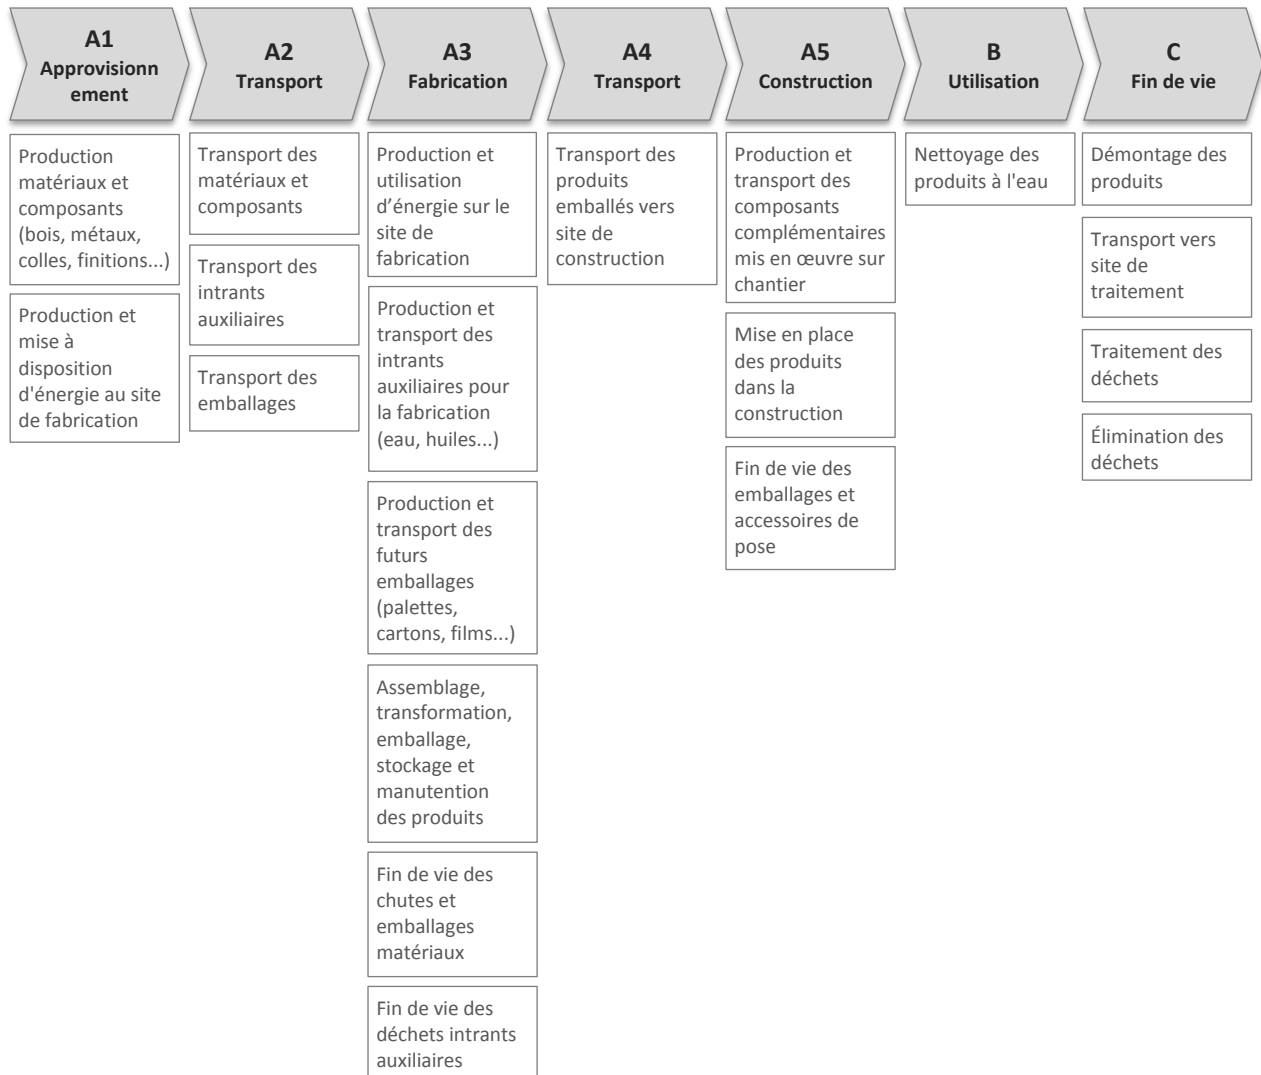 A1
Approvisionn
ement
A2
Transport
A3
Fabrication
A4
Transport
A5
Construction
B
Utilisation
C
Fin de vie
Production
matériaux et
composants
(bois, métaux,
colles, finitions...)
Production et
mise à
disposition
d'énergie au site
de fabrication
Transport des
matériaux et
composants
Transport des
intrants
auxiliaires
Transport des
emballages
Production et
utilisation
d’énergie sur le
site de
fabrication
Production et
transport des
intrants
auxiliaires pour
la fabrication
(eau, huiles...)
Production et
transport des
futurs
emballages
(palettes,
cartons, films...)
Assemblage,
transformation,
emballage,
stockage et
manutention
des produits
Fin de vie des
chutes et
emballages
matériaux
Fin de vie des
déchets intrants
auxiliaires
Transport des
produits
emballés vers
site de
construction
Production et
transport des
composants
complémentaires
mis en œuvre sur
chantier
Mise en place
des produits
dans la
construction
Fin de vie des
emballages et
accessoires de
pose
Nettoyage des
produits à l'eau
Démontage des
produits
Transport vers
site de
traitement
Traitement des
déchets
Élimination des
déchets